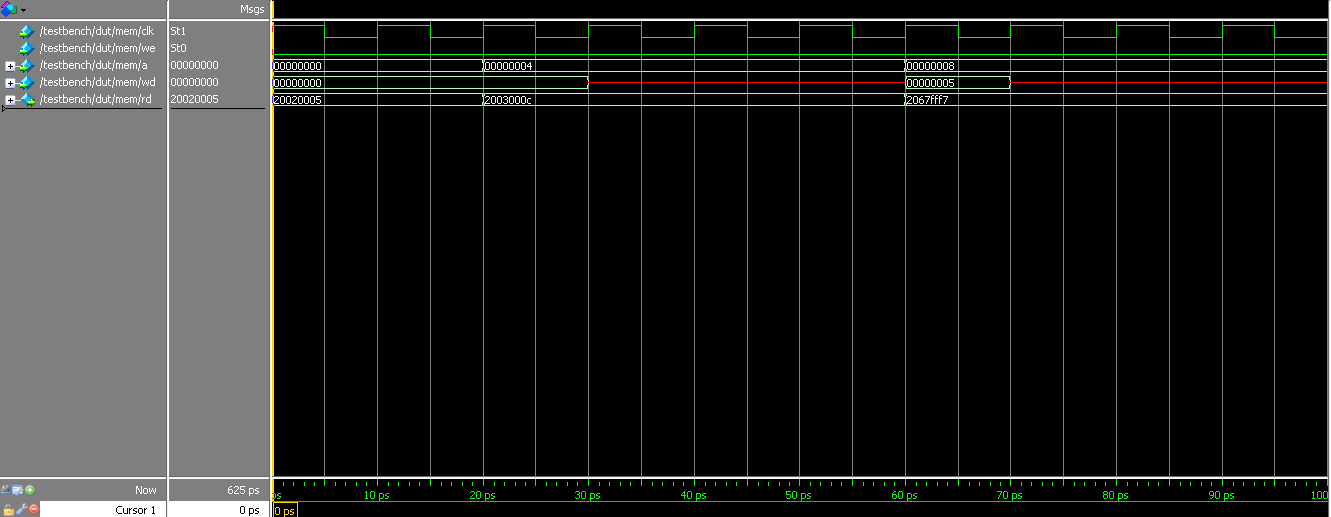 Msgs
/testbench/dut/mem/clk St1
/testbench/dut/mem/we St0
/testbench/dut/mem/a 00000000 00000000 00000004 00000008
/testbench/dut/mem/wd 00000000 00000000 00000005
/testbench/dut/mem/rd 20020005 20020005 2003000c 2067fff7
Now 625 ps ps 10 ps 20 ps 30 ps 40 ps 50 ps 60 ps 70 ps 80 ps 90 ps 100
Cursor 1 0 ps 0 ps